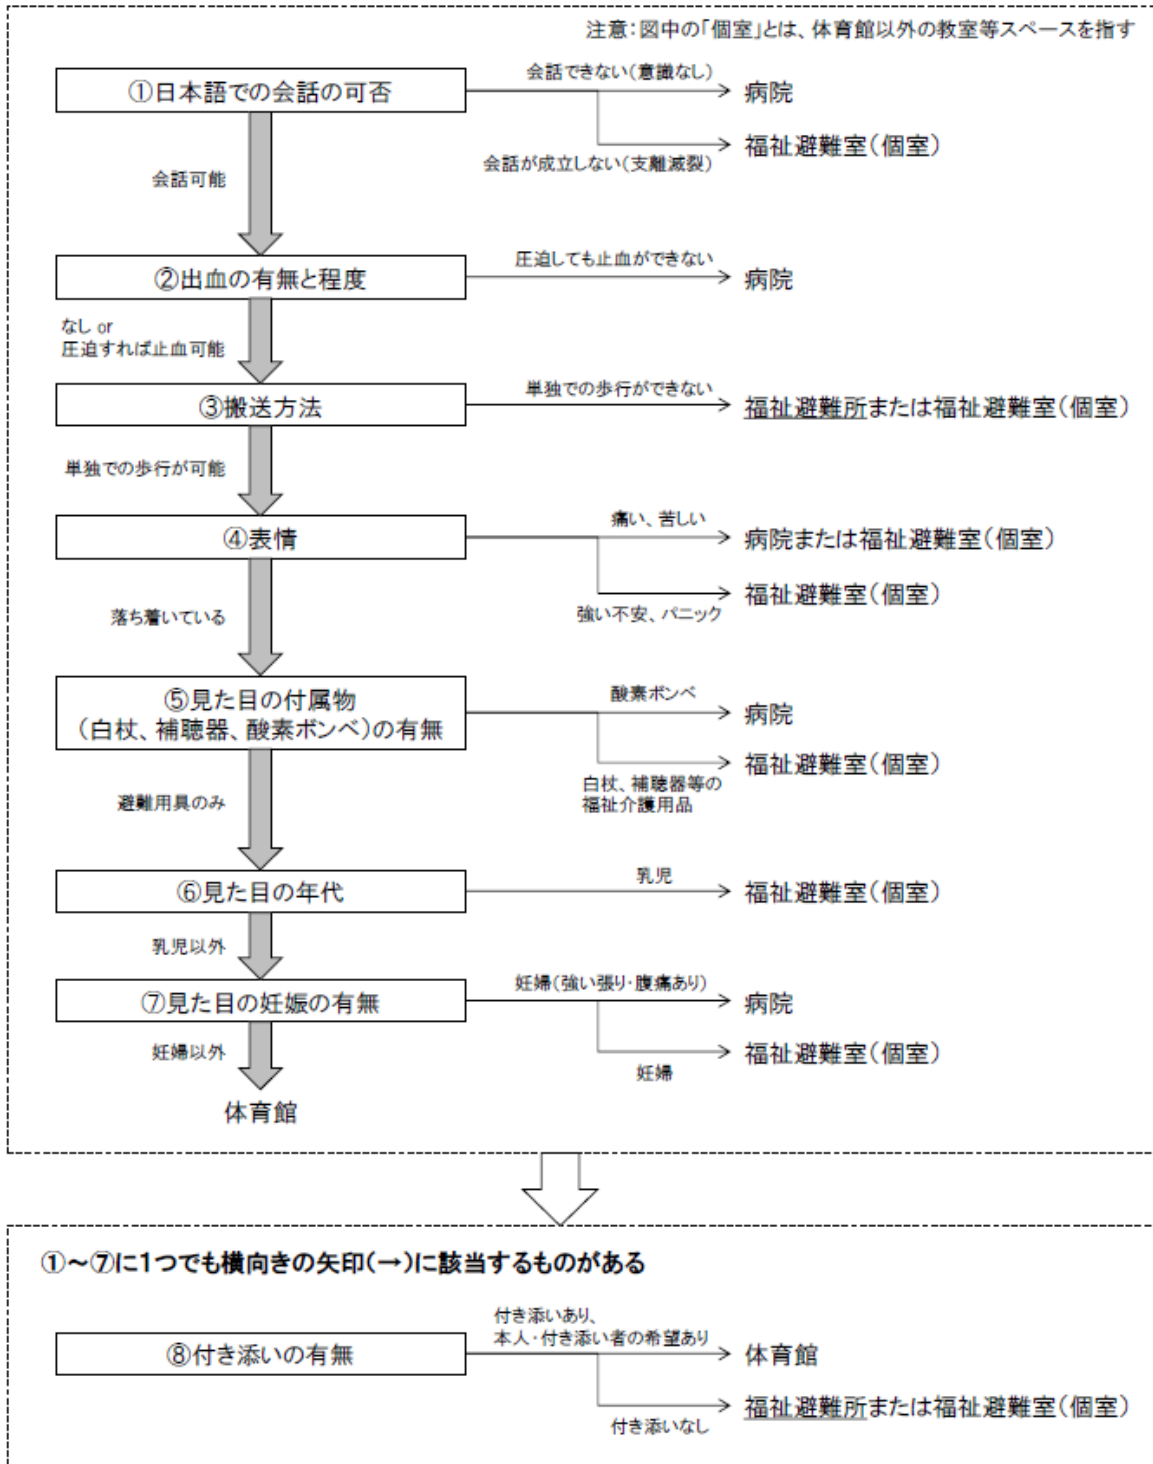 注意：図中の「個室」とは、体育館以外の教室等スペースを指す
①日本語での会話の可否
会話できない（意識なし）
病院
福祉避難室（個室）
会話が成立しない（支離滅裂）
会話可能
②出血の有無と程度
圧迫しても止血ができない
病院
なし or
圧迫すれば止血可能
③搬送方法
単独での歩行ができない
福祉避難所または福祉避難室（個室）
単独での歩行が可能
④表情
痛い、苦しい
病院または福祉避難室（個室）
福祉避難室（個室）
強い不安、パニック
落ち着いている
⑤見た目の付属物
（白杖、補聴器、酸素ボンベ）の有無
酸素ボンベ
病院
福祉避難室（個室）
白杖、補聴器等の
福祉介護用品
避難用具のみ
⑥見た目の年代
乳児
福祉避難室（個室）
乳児以外
⑦見た目の妊娠の有無
妊婦（強い張り・腹痛あり）
病院
福祉避難室（個室）
妊婦
妊婦以外
体育館
①～⑦に1つでも横向きの矢印（→）に該当するものがある
⑧付き添いの有無
付き添いあり、
本人・付き添い者の希望あり
体育館
福祉避難所または福祉避難室（個室）
付き添いなし